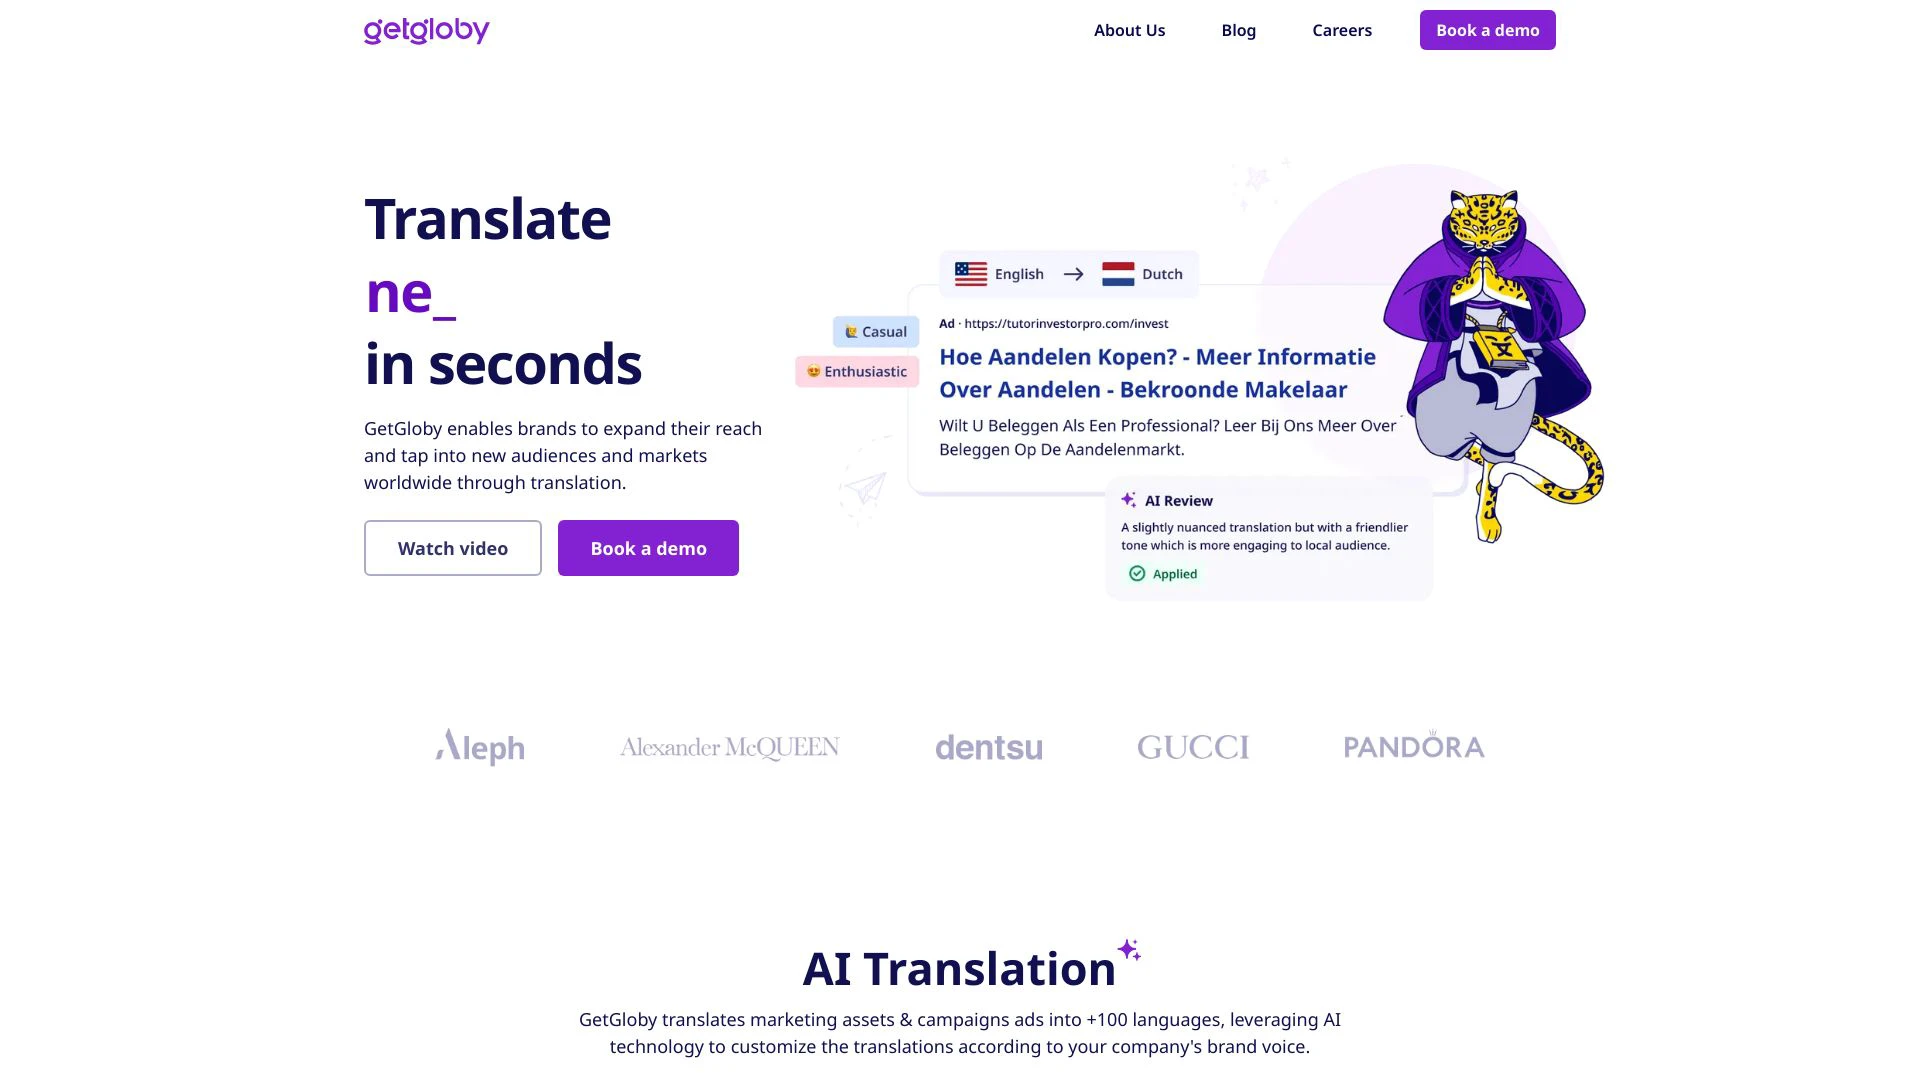 getgloby
About Us
Blog
Careers
Book a demo
Translate
ne_
in seconds
GetGloby enables brands to expand their reach
and tap into new audiences and markets
worldwide through translation.
Watch video
Book a demo
English → Dutch
Casual
Enthusiastic
Ad · https://tutorinvestorpro.com/invest
Hoe Aandelen Kopen? - Meer Informatie
Over Aandelen - Bekroonde Makelaar
Wilt U Beleggen Als Een Professional? Leer Bij Ons Meer Over
Beleggen Op De Aandelenmarkt.
AI Review
A slightly nuanced translation but with a friendlier
tone which is more engaging to local audience.
Applied
文
Aleph
Alexander McQUEEN
dentsu
GUCCI
PANDORA
AI Translation
GetGloby translates marketing assets & campaigns ads into +100 languages, leveraging AI
technology to customize the translations according to your company's brand voice.